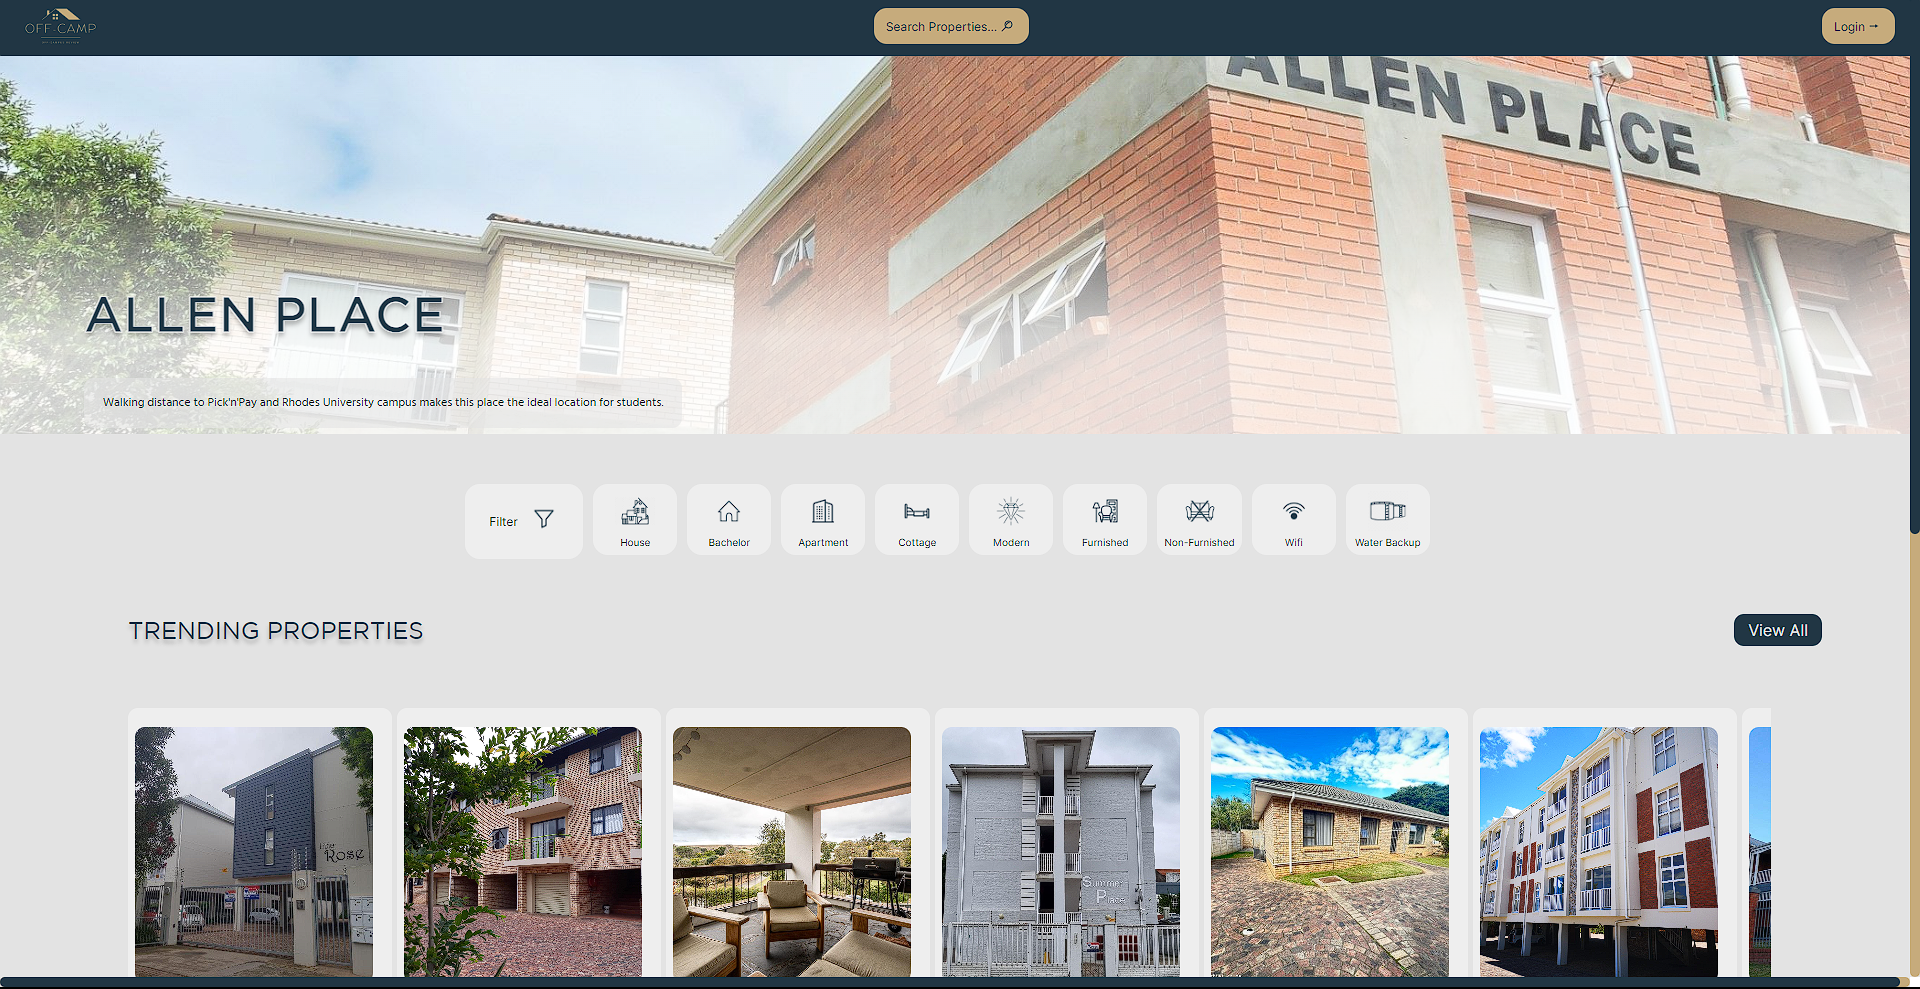 OFF-CAMP
Search Properties...
Login →
ALLEN PLACE
ALLEN PLACE
Walking distance to Pick'n'Pay and Rhodes University campus makes this place the ideal location for students.
Filter
House
Bachelor
Apartment
Cottage
Modern
Furnished
Non-Furnished
Wifi
Water Backup
TRENDING PROPERTIES
View All
Rose
Summer
Place